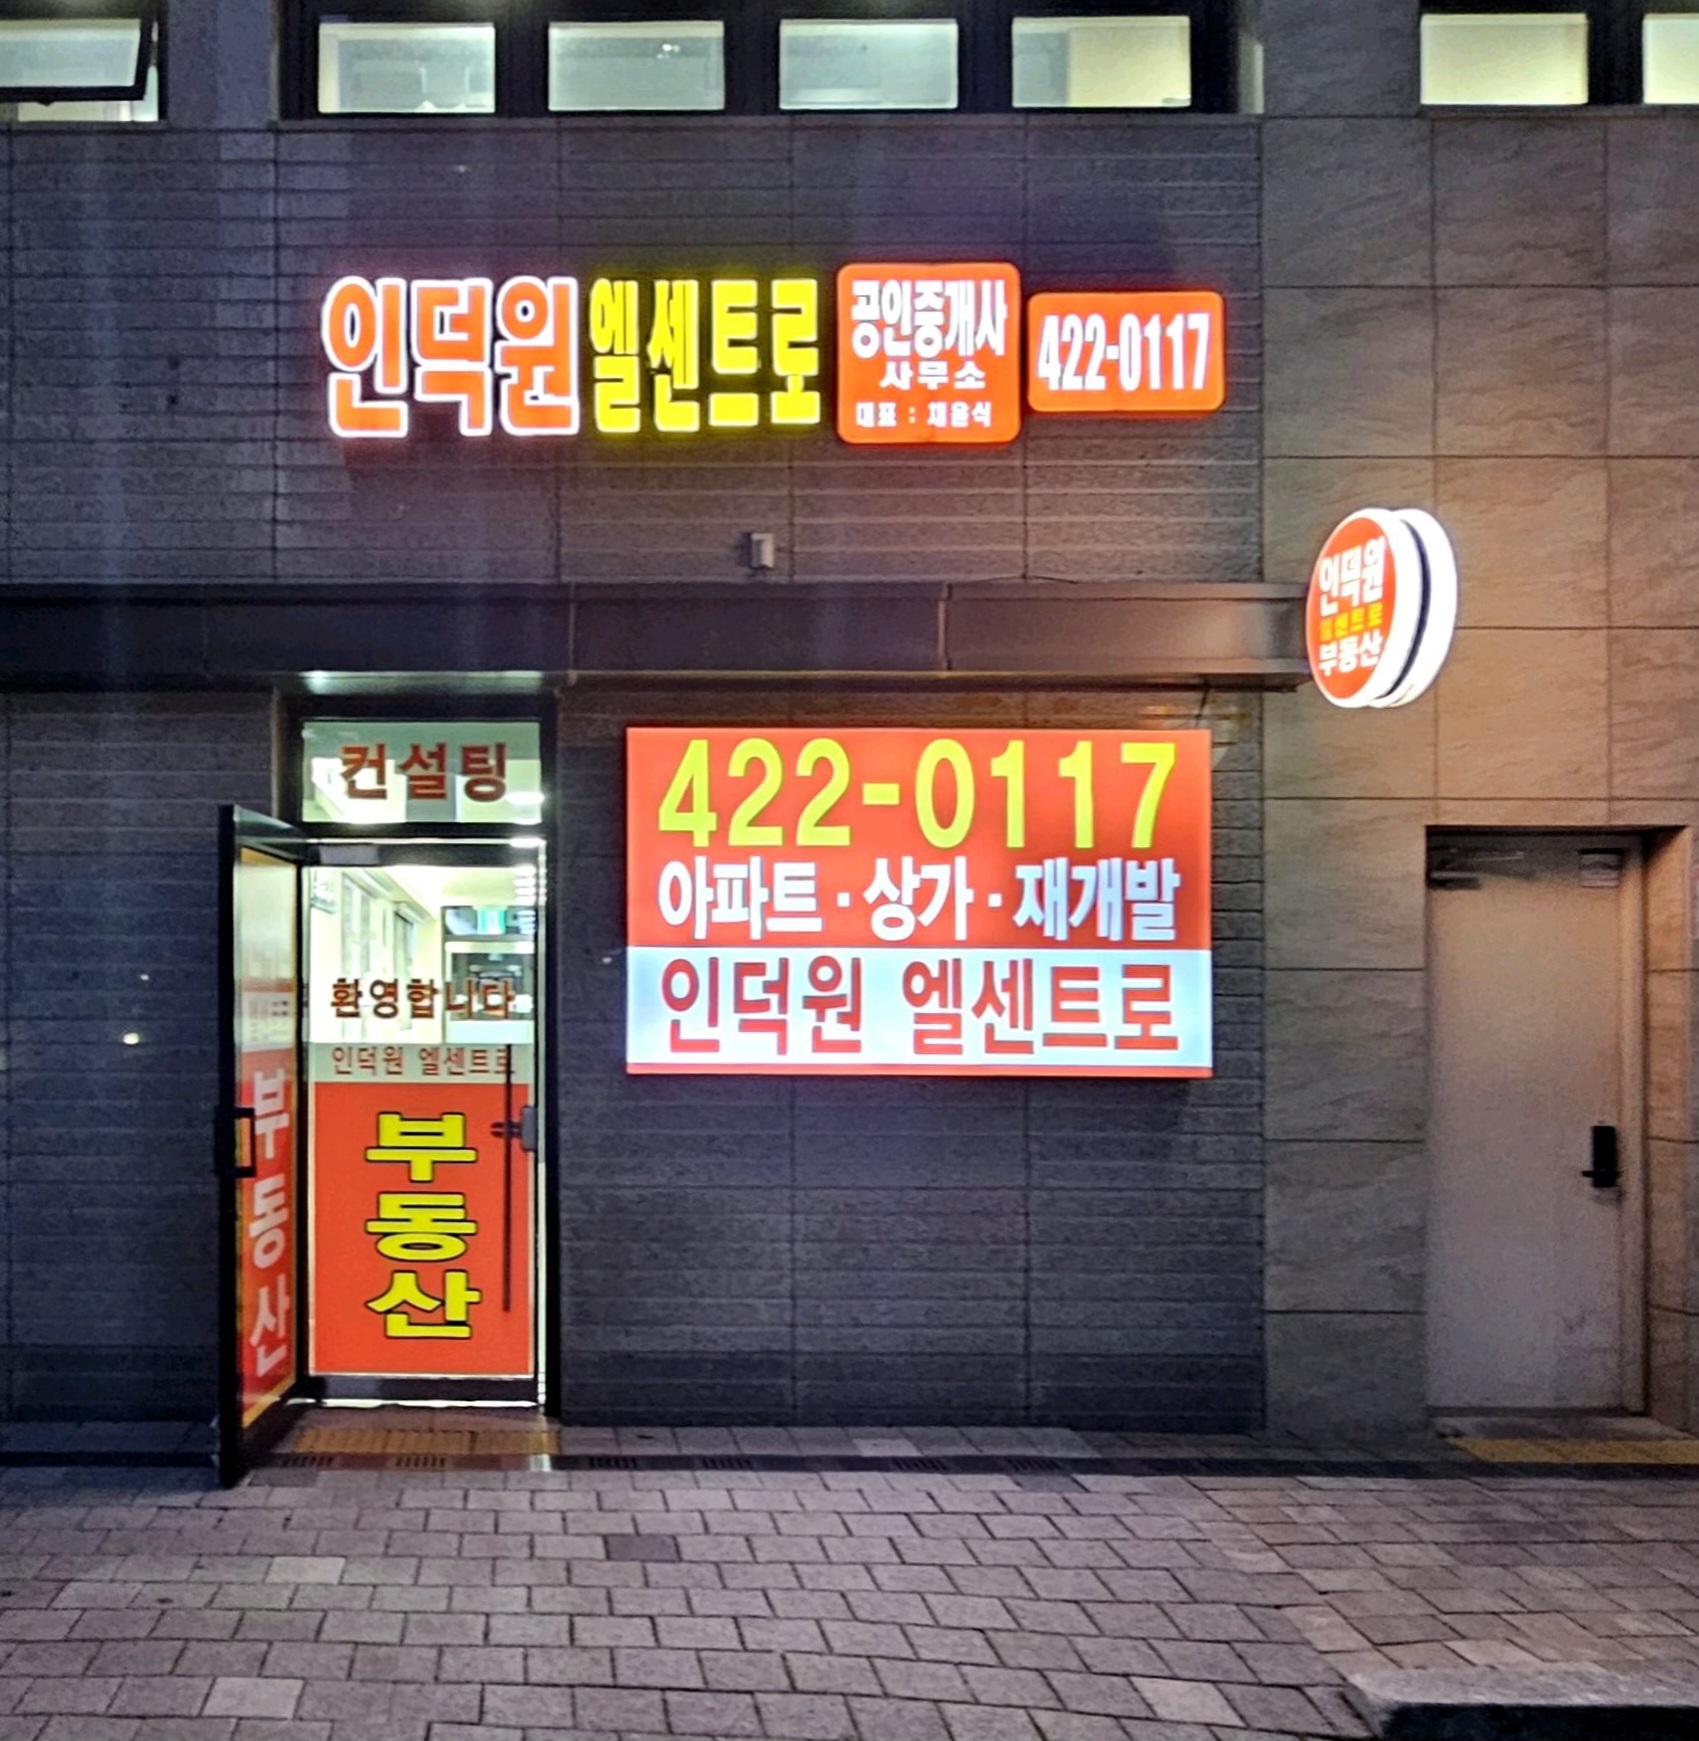 인덕원 엘센트로
공인중개사
사무소
대표 : 채윤식
422-0117
인덕원
엘센트로
부동산
컨설팅
422-0117
아파트·상가·재개발
인덕원 엘센트로
환영합니다
인덕원 엘센트로
부동산
부동산